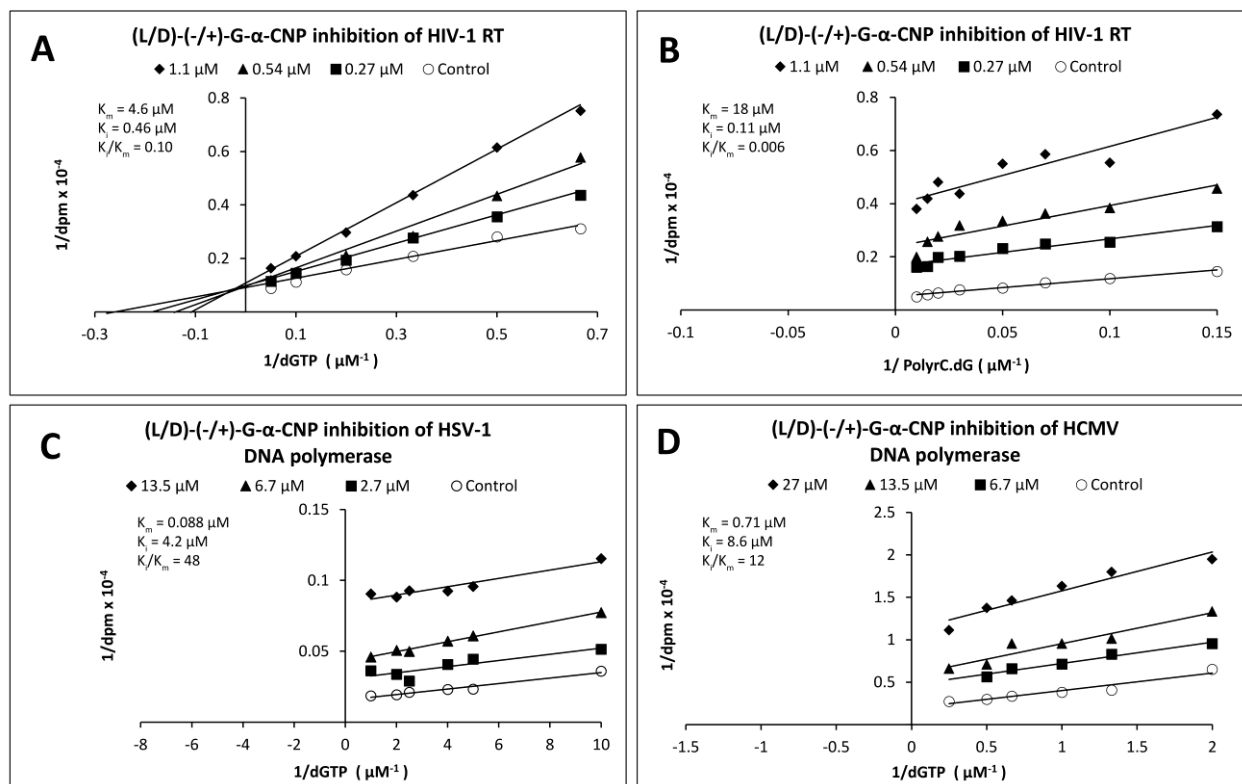 A
(L/D)-(-/+)-G-α-CNP inhibition of HIV-1 RT
◆ 1.1 µM ▲ 0.54 µM ■ 0.27 µM ○ Control
Kₘ = 4.6 µM
Kᵢ = 0.46 µM
Kᵢ/Kₘ = 0.10
1/dpm x 10⁻⁴
0.8
0.6
0.4
0.2
-0.3 -0.1 0.1 0.3 0.5 0.7
1/dGTP ( µM⁻¹ )
B
(L/D)-(-/+)-G-α-CNP inhibition of HIV-1 RT
◆ 1.1 µM ▲ 0.54 µM ■ 0.27 µM ○ Control
Kₘ = 18 µM
Kᵢ = 0.11 µM
Kᵢ/Kₘ = 0.006
1/dpm x 10⁻⁴
0.8
0.6
0.4
0.2
-0.1 -0.05 0 0.05 0.1 0.15
1/ PolyrC.dG ( µM⁻¹ )
C
(L/D)-(-/+)-G-α-CNP inhibition of HSV-1
DNA polymerase
◆ 13.5 µM ▲ 6.7 µM ■ 2.7 µM ○ Control
Kₘ = 0.088 µM
Kᵢ = 4.2 µM
Kᵢ/Kₘ = 48
1/dpm x 10⁻⁴
0.15
0.1
0.05
-8 -6 -4 -2 0 2 4 6 8 10
1/dGTP ( µM⁻¹ )
D
(L/D)-(-/+)-G-α-CNP inhibition of HCMV
DNA polymerase
◆ 27 µM ▲ 13.5 µM ■ 6.7 µM ○ Control
Kₘ = 0.71 µM
Kᵢ = 8.6 µM
Kᵢ/Kₘ = 12
1/dpm x 10⁻⁴
2.5
2
1.5
1
0.5
-1.5 -1 -0.5 0 0.5 1 1.5 2
1/dGTP ( µM⁻¹ )